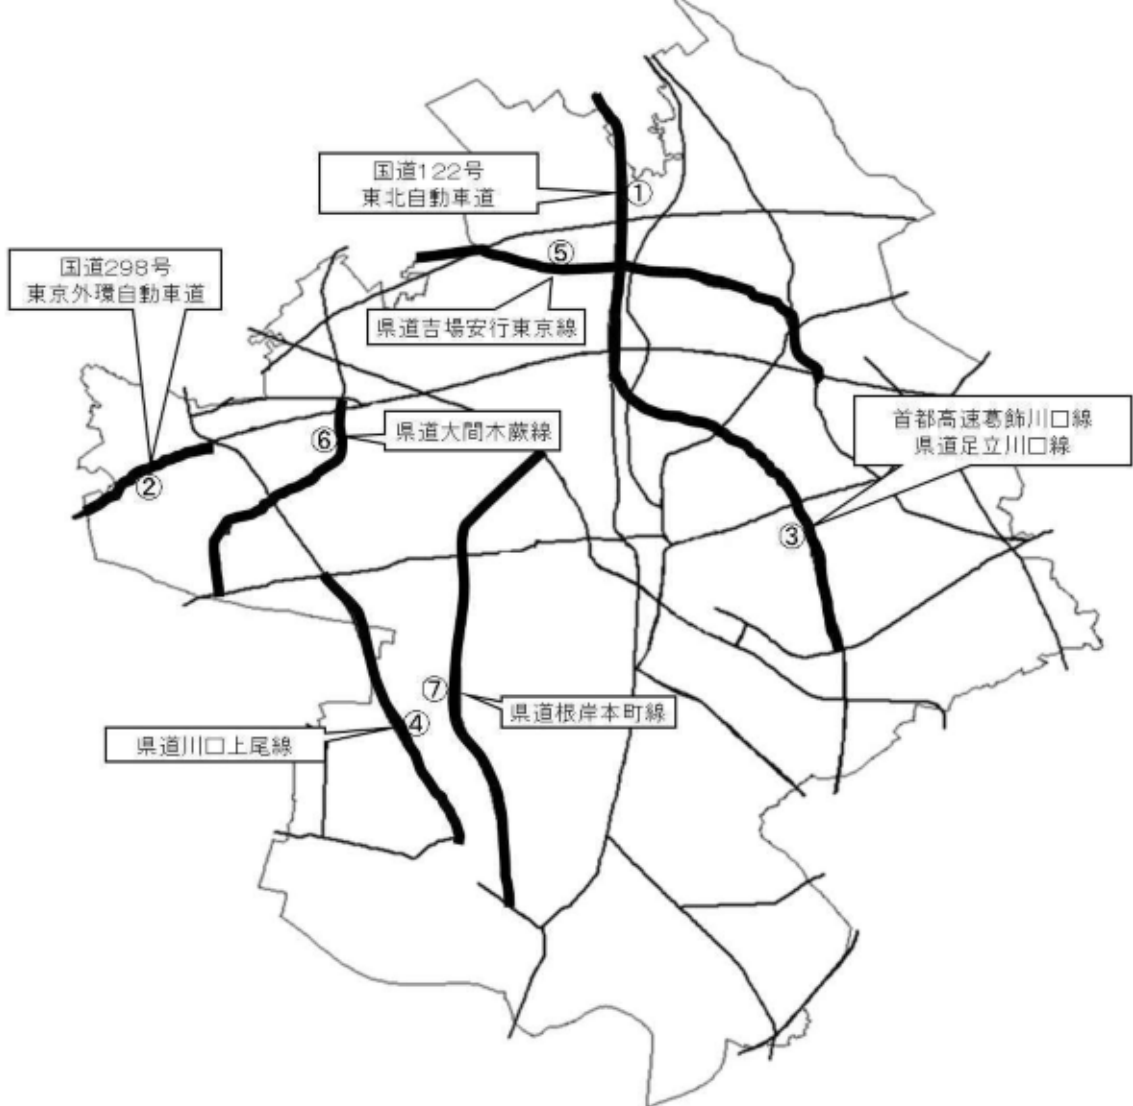 国道122号
東北自動車道
①
⑤
国道298号
東京外環自動車道
県道吉場安行東京線
⑥
県道大間木蕨線
首都高速葛飾川口線
県道足立川口線
②
③
⑦
県道根岸本町線
④
県道川口上尾線